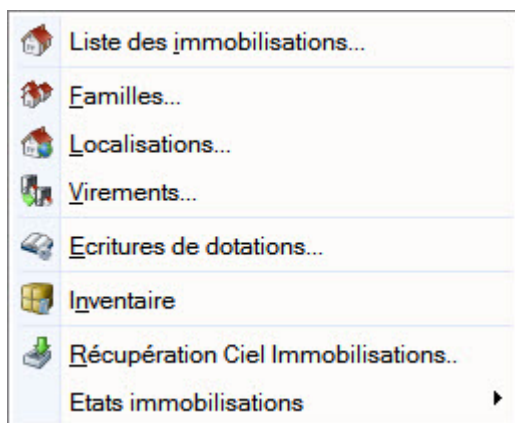 Liste des immobilisations...
Familles...
Localisations...
Virements...
Ecritures de dotations...
Inventaire
Récupération Ciel Immobilisations..
Etats immobilisations